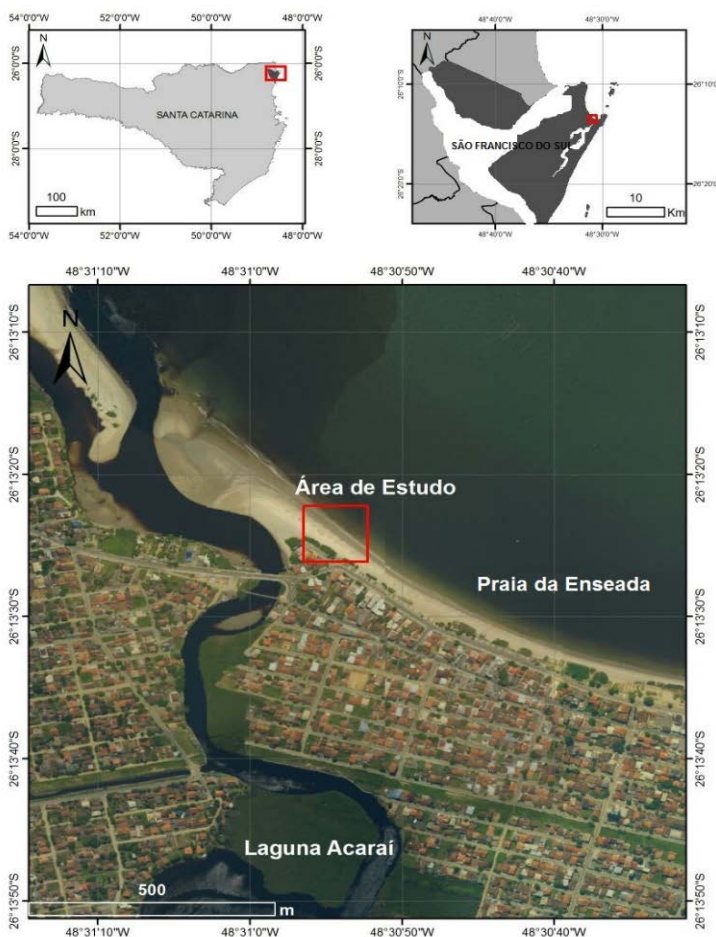 54°0'0"W 52°0'0"W 50°0'0"W 48°0'0"W
N
26°0'0"S
28°0'0"S
SANTA CATARINA
100
km
54°0'0"W 52°0'0"W 50°0'0"W 48°0'0"W
26°0'0"S
28°0'0"S
48°40'0"W 48°30'0"W
N
26°10'0"S
26°20'0"S
SÃO FRANCISCO DO SUL
10
Km
48°40'0"W 48°30'0"W
26°10'0"S
26°20'0"S
48°31'10"W 48°31'0"W 48°30'50"W 48°30'40"W
N
26°13'10"S
26°13'20"S
26°13'30"S
26°13'40"S
26°13'50"S
Área de Estudo
Praia da Enseada
Laguna Acaraí
500
m
26°13'10"S
26°13'20"S
26°13'30"S
26°13'40"S
26°13'50"S
48°31'10"W 48°31'0"W 48°30'50"W 48°30'40"W